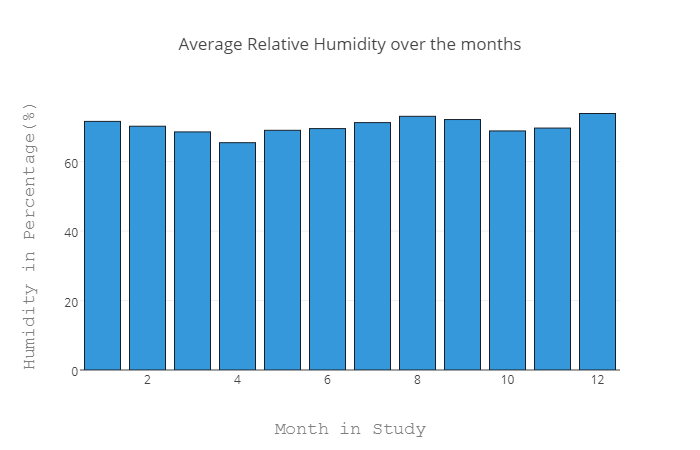 Average Relative Humidity over the months
Humidity in Percentage(%)
60
40
20
0
2 4 6 8 10 12
Month in Study